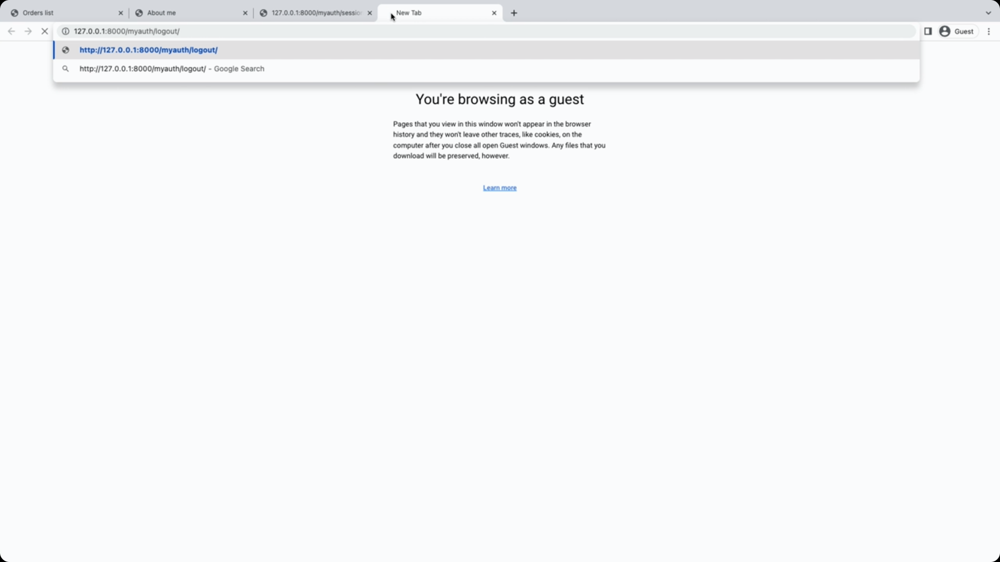 Orders list
About me
127.0.0.1:8000/myauth/sessio
New Tab
127.0.0.1:8000/myauth/logout/
Guest
http://127.0.0.1:8000/myauth/logout/
http://127.0.0.1:8000/myauth/logout/ - Google Search
You're browsing as a guest
Pages that you view in this window won't appear in the browser
history and they won't leave other traces, like cookies, on the
computer after you close all open Guest windows. Any files that you
download will be preserved, however.
Learn more